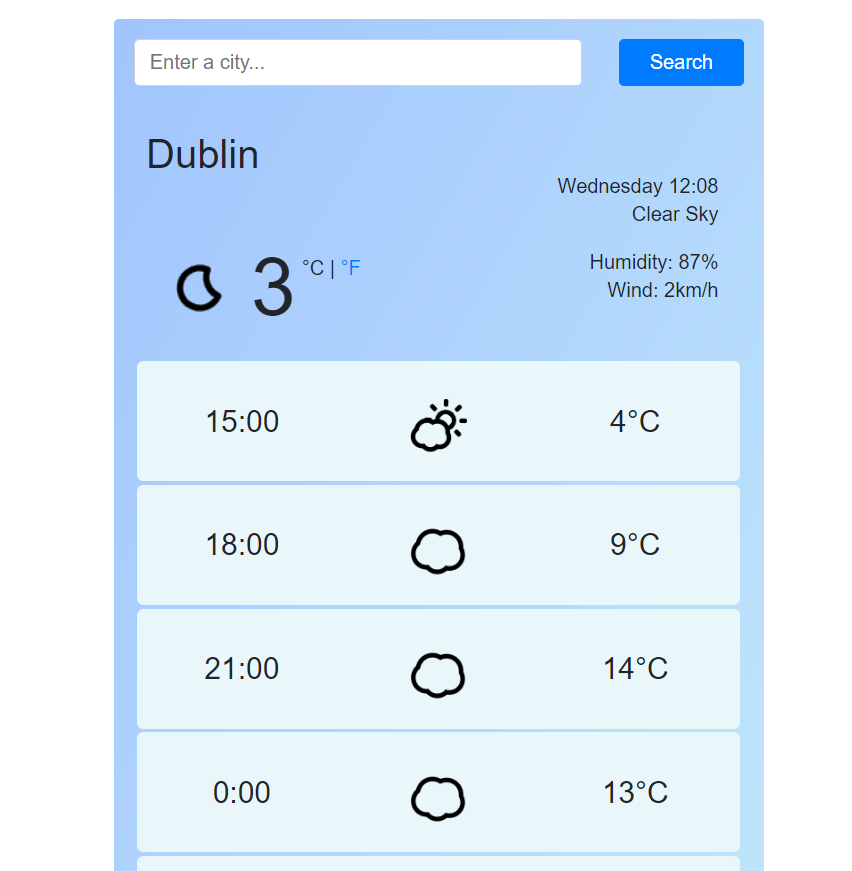 Enter a city...
Search
Dublin
Wednesday 12:08
Clear Sky
3 °C | °F
Humidity: 87%
Wind: 2km/h
15:00 4°C
18:00 9°C
21:00 14°C
0:00 13°C